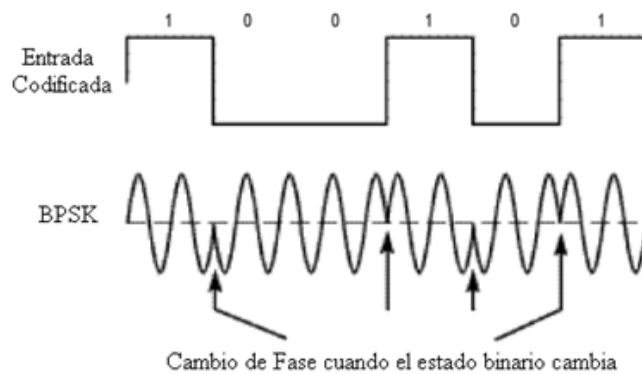 1 0 0 1 0 1
Entrada
Codificada
BPSK
Cambio de Fase cuando el estado binario cambia